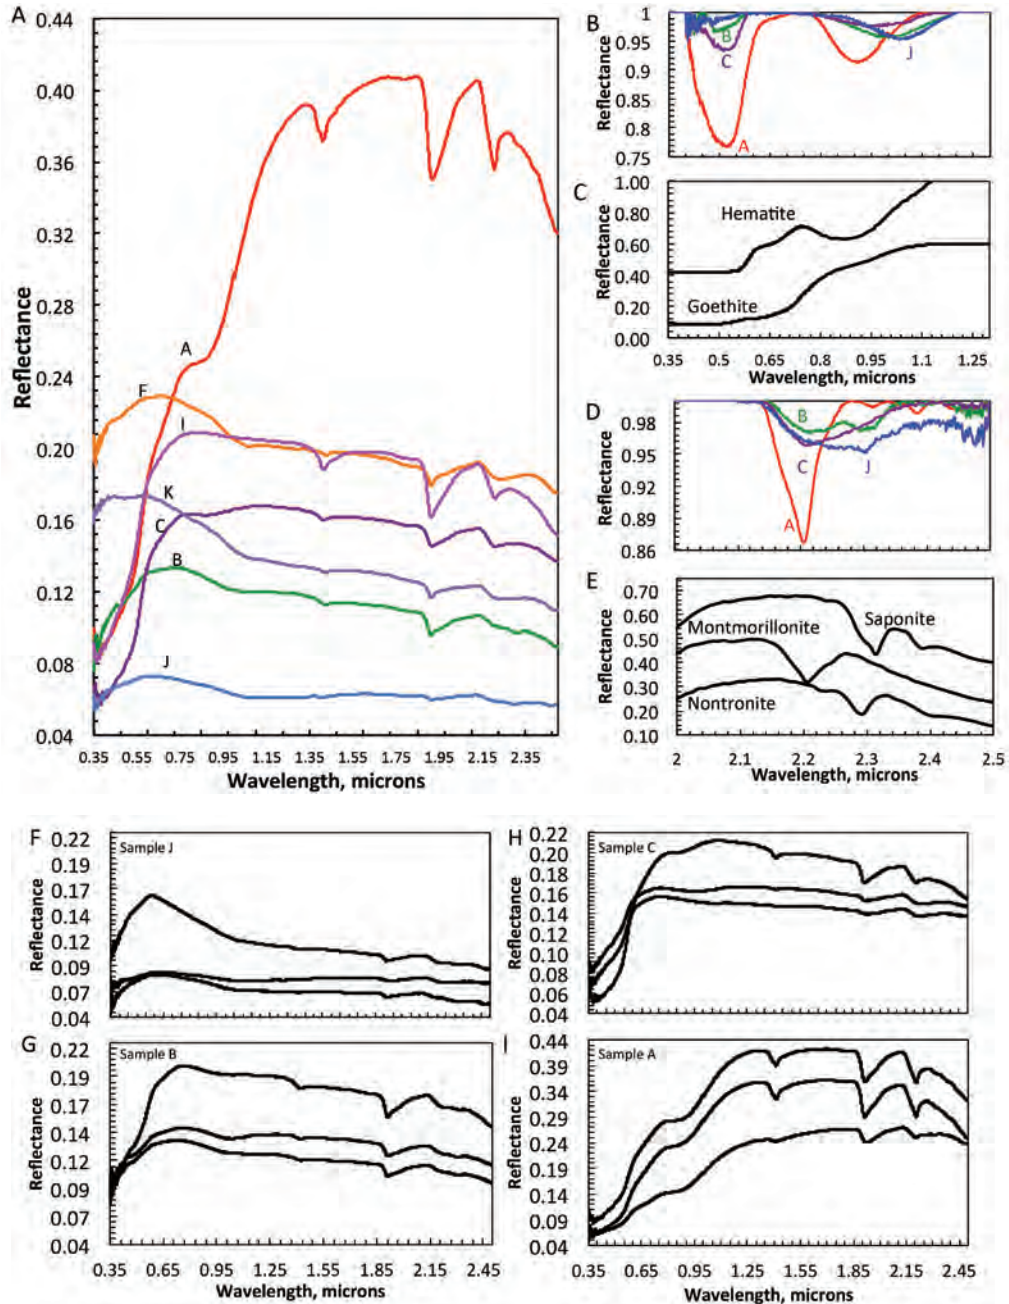 A
0.44
0.40
0.36
0.32
0.28
0.24
0.20
0.16
0.12
0.08
0.04
Reflectance
A
F
I
K
C
B
J
0.35 0.55 0.75 0.95 1.15 1.35 1.55 1.75 1.95 2.15 2.35
Wavelength, microns
B
1
0.95
0.9
0.85
0.8
0.75
Reflectance
B
C
J
A
C
1.00
0.80
0.60
0.40
0.20
0.00
Reflectance
Hematite
Goethite
0.35 0.5 0.65 0.8 0.95 1.1 1.25
Wavelength, microns
D
0.98
0.95
0.92
0.89
0.86
Reflectance
B
C
J
A
E
0.70
0.50
0.40
0.30
0.20
0.10
Reflectance
Saponite
Montmorillonite
Nontronite
2 2.1 2.2 2.3 2.4 2.5
Wavelength, microns
F
Sample J
0.22
0.19
0.17
0.14
0.12
0.09
0.07
0.04
Reflectance
H
Sample C
0.22
0.20
0.18
0.16
0.14
0.12
0.10
0.08
0.06
0.04
Reflectance
G
Sample B
0.22
0.19
0.17
0.14
0.12
0.09
0.07
0.04
Reflectance
0.35 0.65 0.95 1.25 1.55 1.85 2.15 2.45
Wavelength, microns
I
Sample A
0.44
0.39
0.34
0.29
0.24
0.19
0.14
0.09
0.04
Reflectance
0.35 0.65 0.95 1.25 1.55 1.85 2.15 2.45
Wavelength, microns